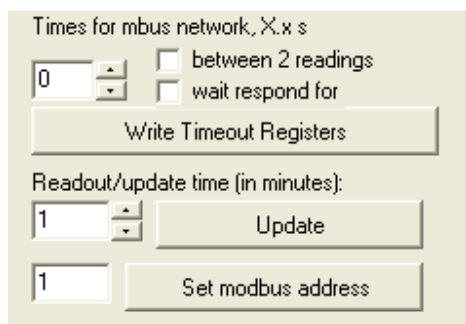 Times for mbus network, X.x s
0
between 2 readings
wait respond for
Write Timeout Registers
Readout/update time (in minutes):
1
Update
1
Set modbus address